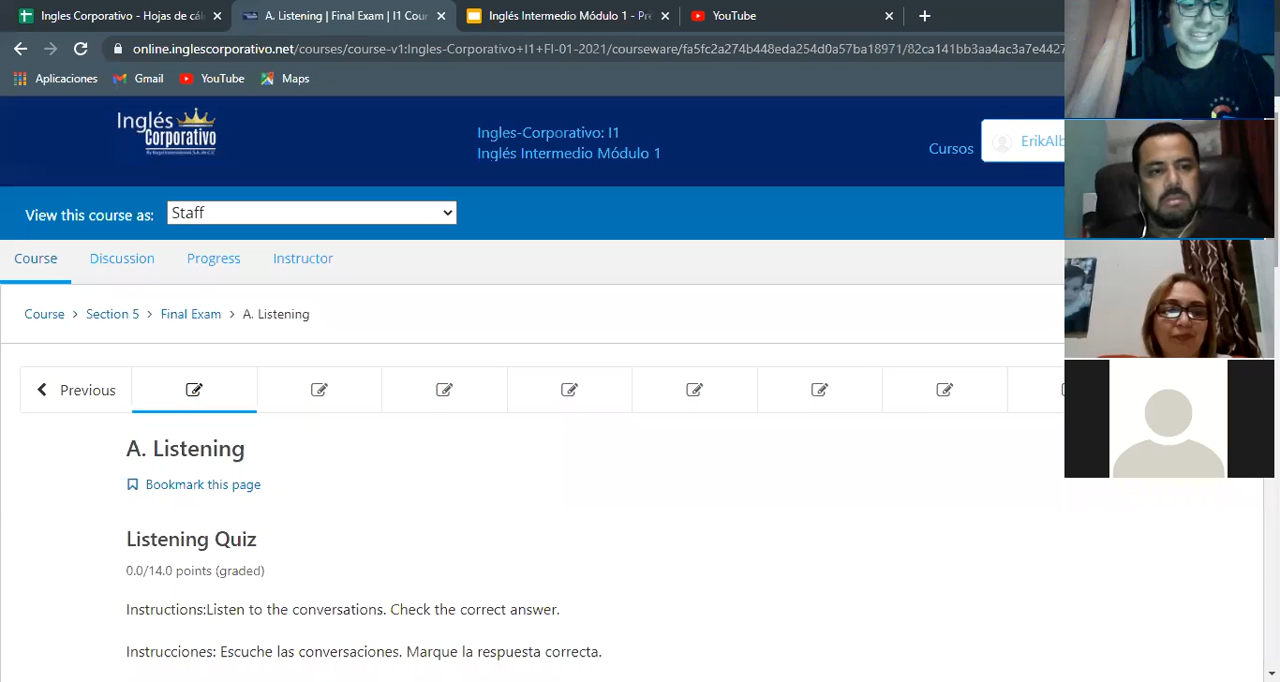 Ingles Corporativo - Hojas de cál
A. Listening | Final Exam | I1 Cour
Inglés Intermedio Módulo 1 - Pre
YouTube
online.inglescorporativo.net/courses/course-v1:Ingles-Corporativo+I1+FI-01-2021/courseware/fa5fc2a274b448eda254d0a57ba18971/82ca141bb3aa4ac3a7e4427
Aplicaciones
Gmail
YouTube
Maps
Inglés
Corporativo
Ingles-Corporativo: I1
Inglés Intermedio Módulo 1
Cursos
ErikAlb
View this course as:
Staff
Course
Discussion
Progress
Instructor
Course > Section 5 > Final Exam > A. Listening
Previous
A. Listening
Bookmark this page
Listening Quiz
0.0/14.0 points (graded)
Instructions:Listen to the conversations. Check the correct answer.
Instrucciones: Escuche las conversaciones. Marque la respuesta correcta.